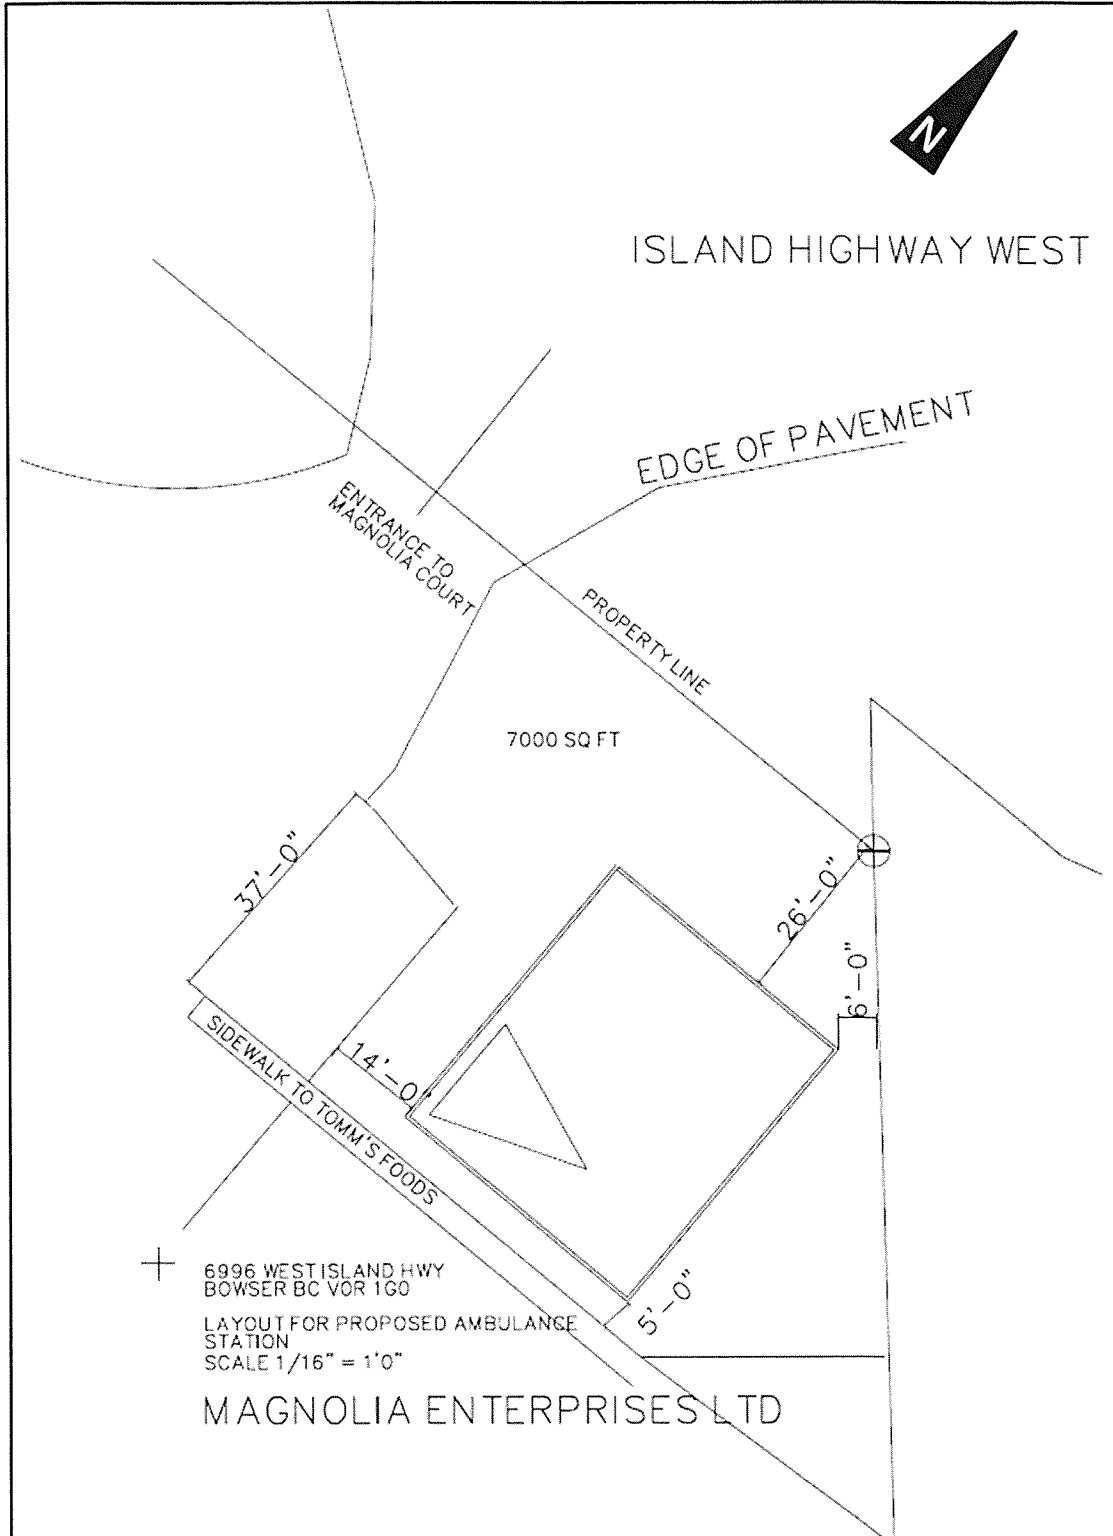 N
ISLAND HIGHWAY WEST
EDGE OF PAVEMENT
ENTRANCE TO
MAGNOLIA COURT
PROPERTY LINE
7000 SQ FT
37'-0"
26'-0"
6'-0"
14'-0"
SIDEWALK TO TOMM'S FOODS
5'-0"
6996 WEST ISLAND HWY
BOWSER BC V0R 1G0
LAYOUT FOR PROPOSED AMBULANCE
STATION
SCALE 1/16" = 1'0"
MAGNOLIA ENTERPRISES LTD